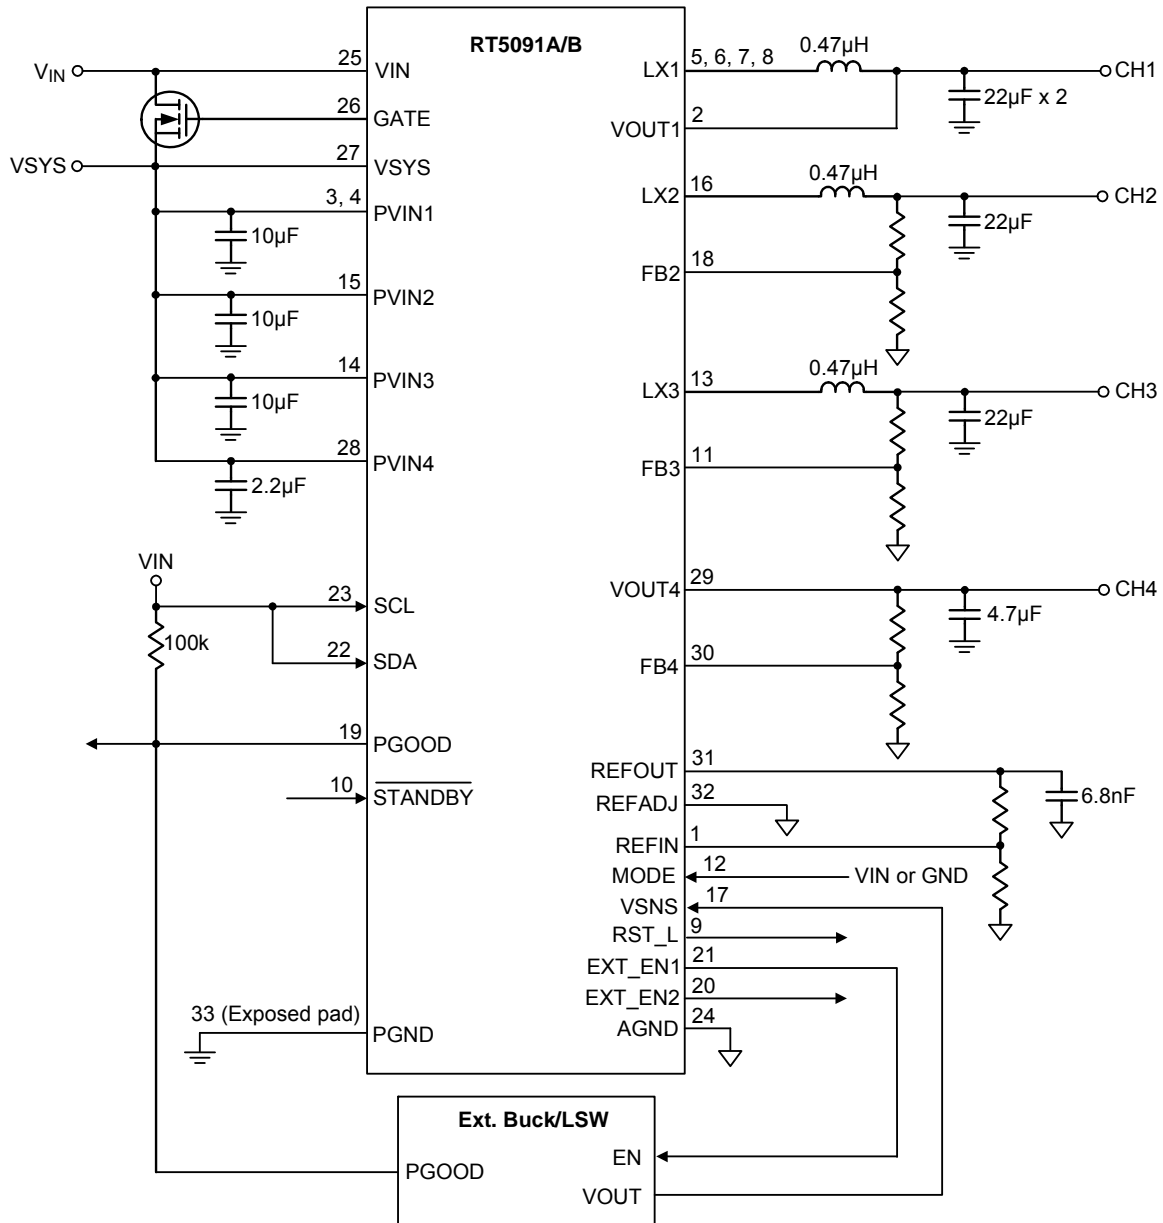 RT5091A/B
VIN
25
VIN
26
GATE
VSYS
27
VSYS
3, 4
PVIN1
10µF
15
PVIN2
10µF
14
PVIN3
10µF
28
PVIN4
2.2µF
VIN
23
SCL
100k
22
SDA
19
PGOOD
10
STANDBY
33 (Exposed pad)
PGND
LX1
5, 6, 7, 8
0.47µH
CH1
22µF x 2
VOUT1
2
LX2
16
0.47µH
CH2
22µF
FB2
18
LX3
13
0.47µH
CH3
22µF
FB3
11
VOUT4
29
CH4
4.7µF
FB4
30
REFOUT
31
6.8nF
REFADJ
32
REFIN
1
MODE
12
VIN or GND
VSNS
17
RST_L
9
EXT_EN1
21
EXT_EN2
20
AGND
24
Ext. Buck/LSW
PGOOD
EN
VOUT